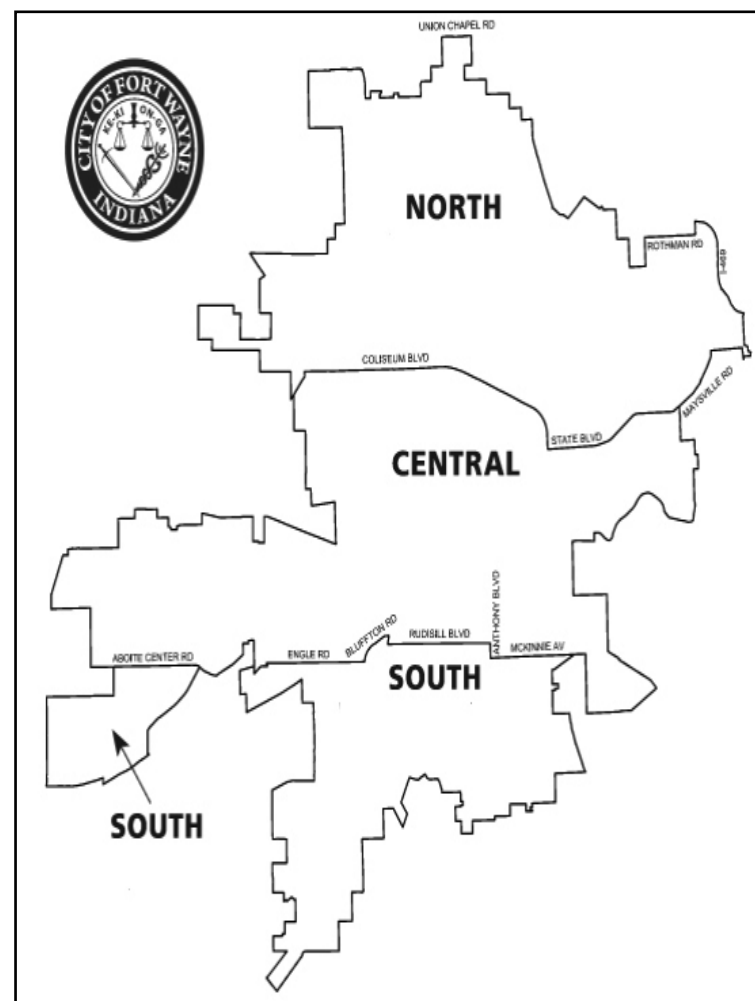 UNION CHAPEL RD
CITY OF FORT WAYNE
KE-KI ON-GA
INDIANA
NORTH
ROTHMAN RD
I-469
COLISEUM BLVD
MAYSVILLE RD
STATE BLVD
CENTRAL
ANTHONY BLVD
BLUFFTON RD
RUDISILL BLVD
MCKINNIE AV
ENGLE RD
ABOITE CENTER RD
SOUTH
SOUTH